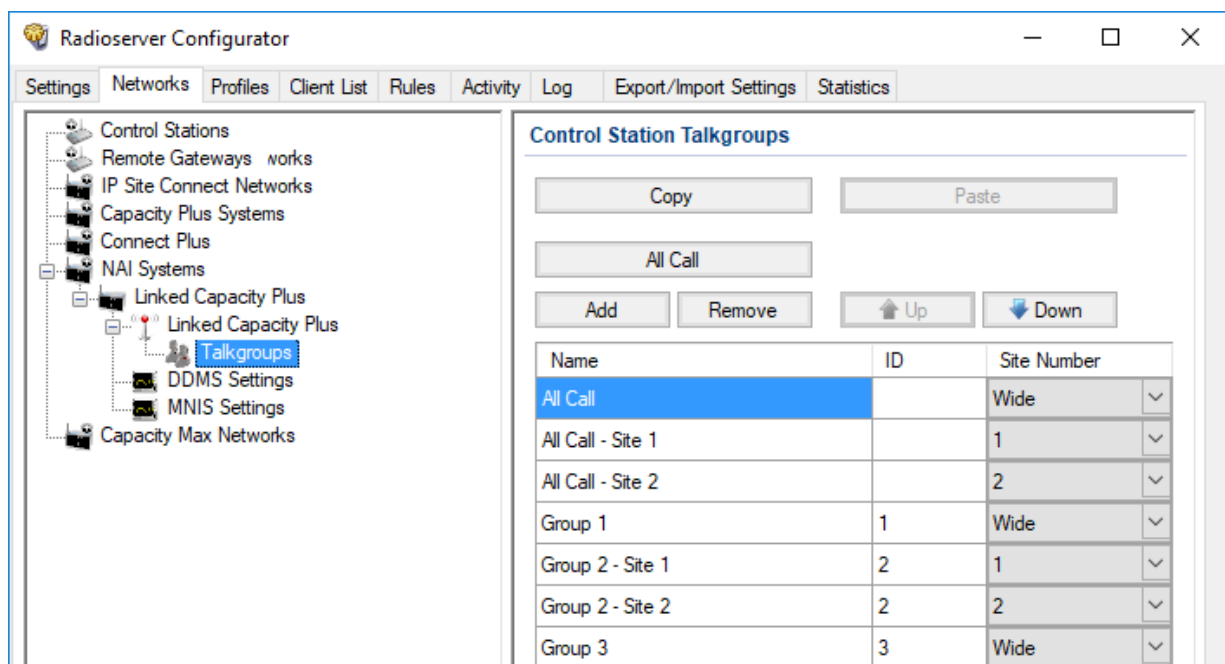 Radioserver Configurator
Settings Networks Profiles Client List Rules Activity Log Export/Import Settings Statistics
Control Stations
Remote Gateways works
IP Site Connect Networks
Capacity Plus Systems
Connect Plus
NAI Systems
Linked Capacity Plus
Linked Capacity Plus
Talkgroups
DDMS Settings
MNIS Settings
Capacity Max Networks
Control Station Talkgroups
Copy Paste
All Call
Add Remove Up Down
Name ID Site Number
All Call Wide
All Call - Site 1 1
All Call - Site 2 2
Group 1 1 Wide
Group 2 - Site 1 2 1
Group 2 - Site 2 2 2
Group 3 3 Wide